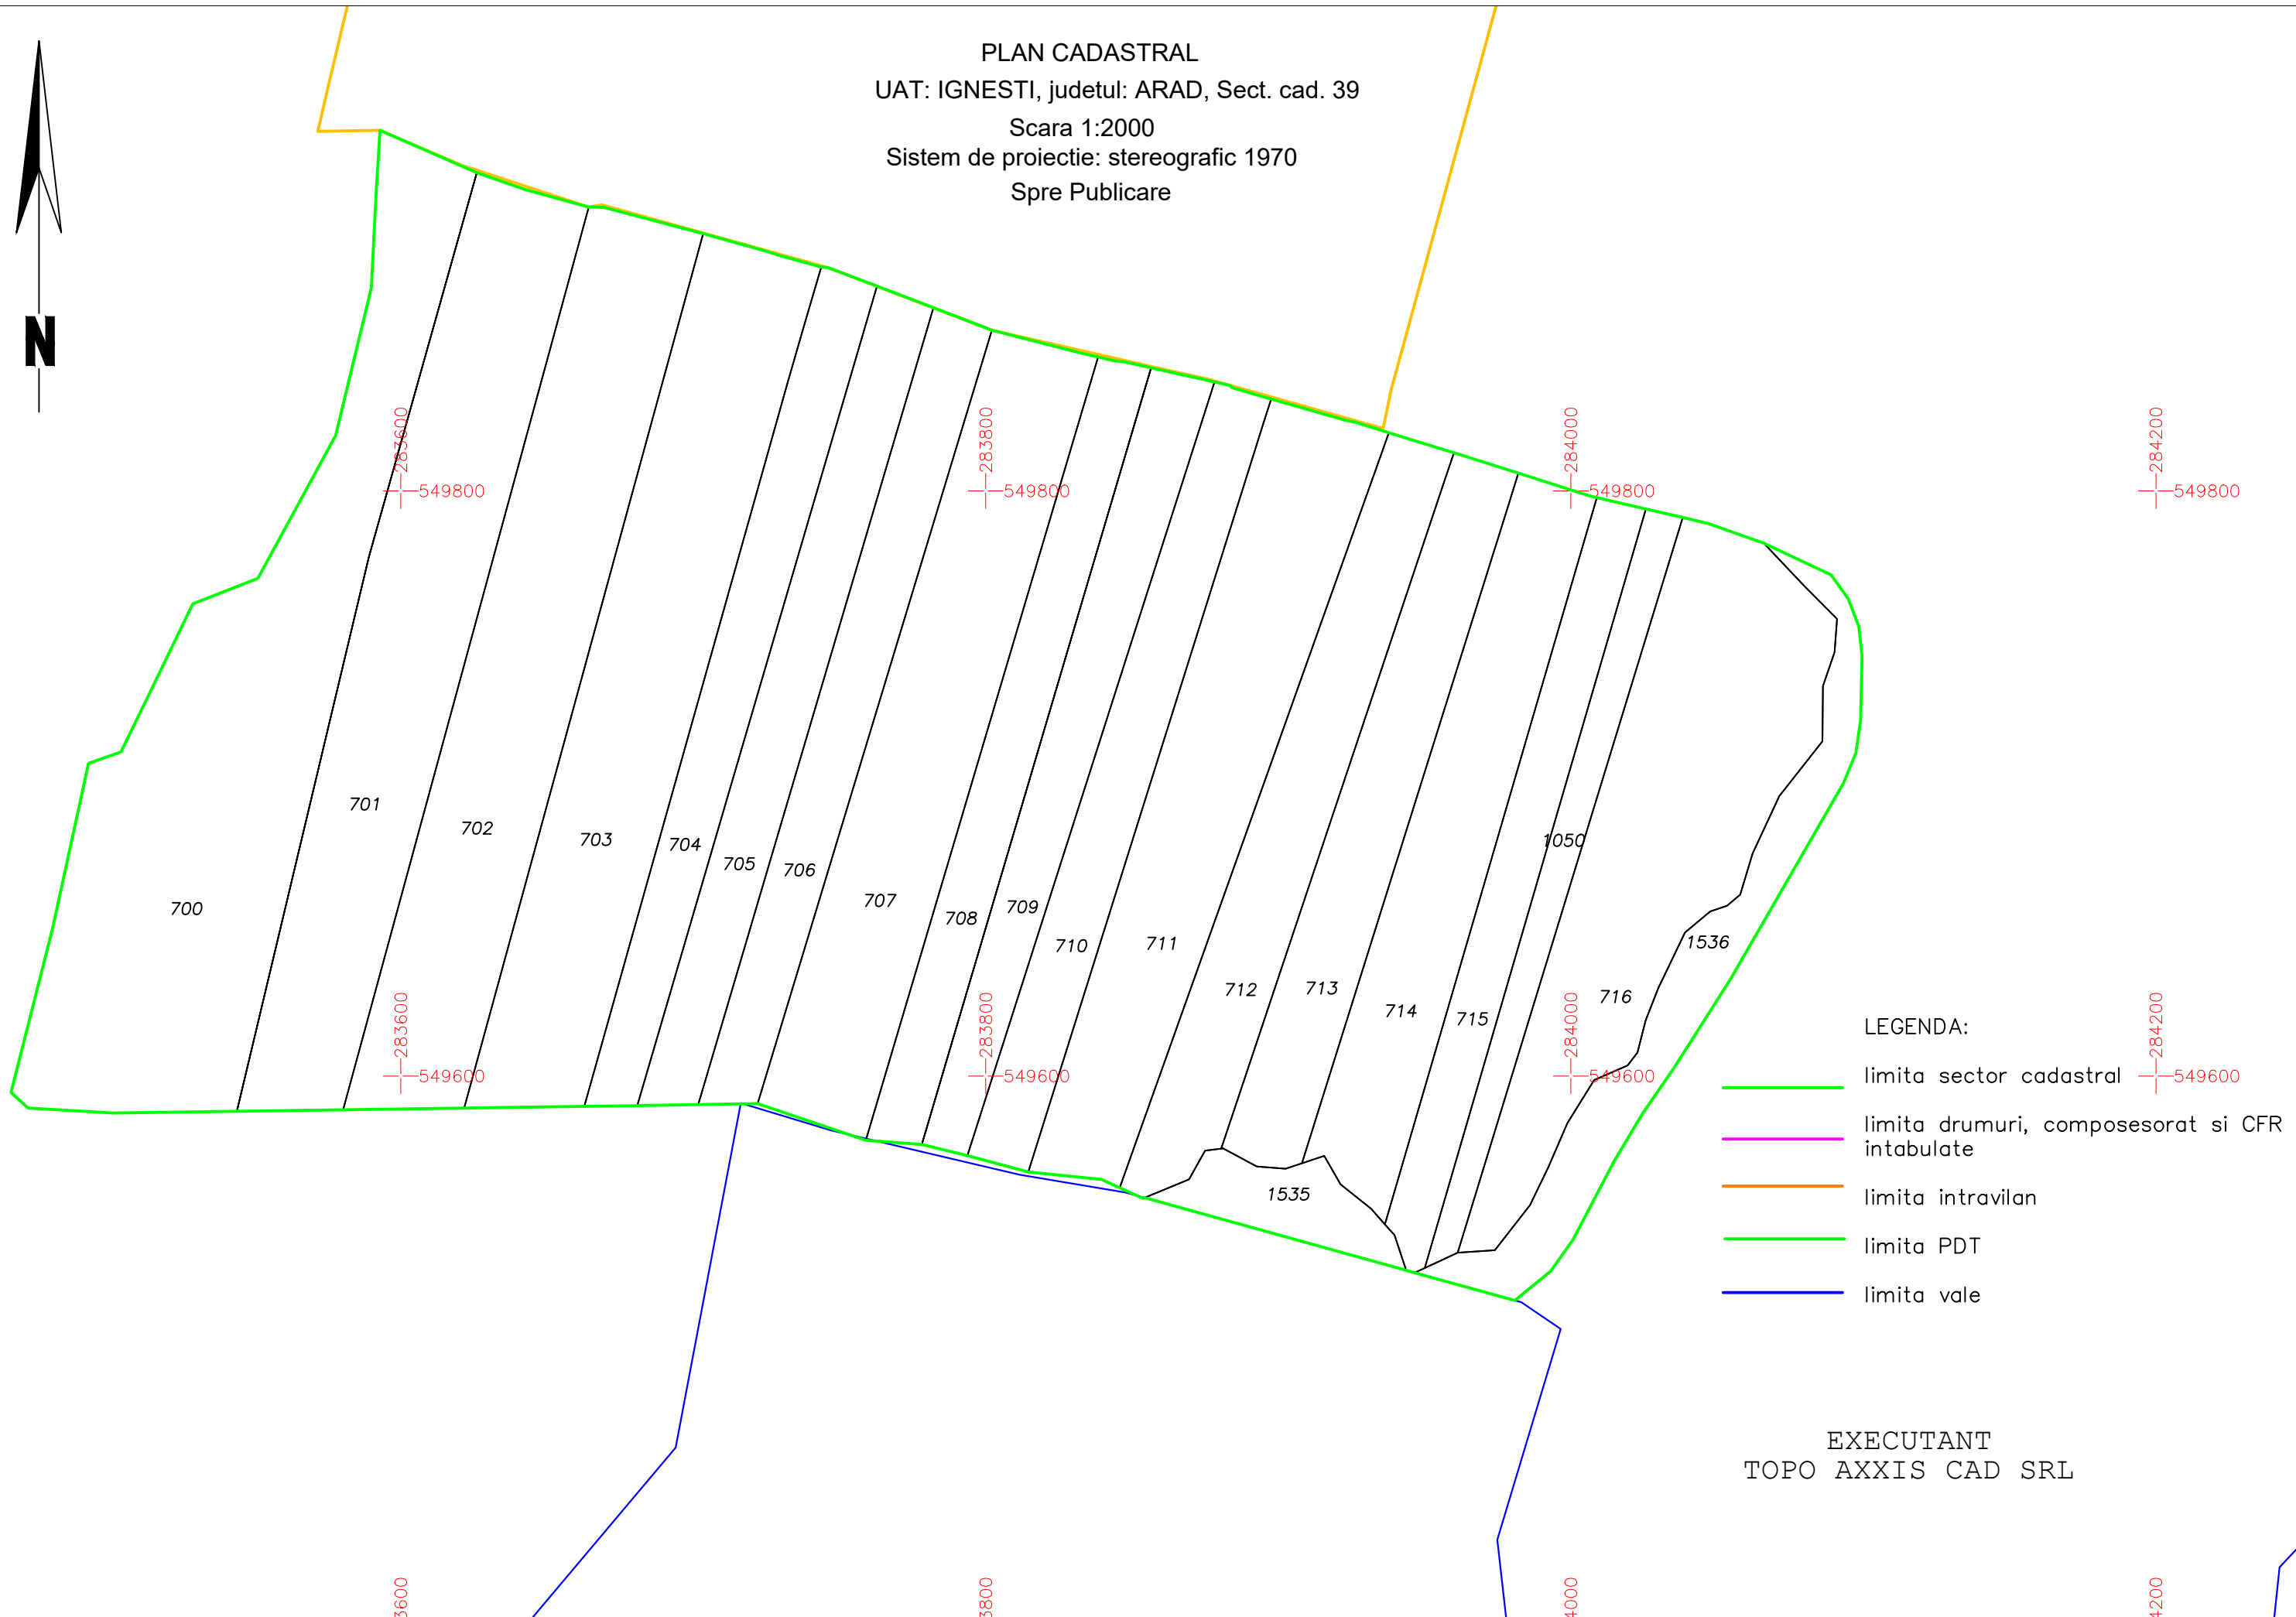 PLAN CADASTRAL
UAT: IGNESTI, judetul: ARAD, Sect. cad. 39
Scara 1:2000
Sistem de proiectie: stereografic 1970
Spre Publicare
N
283600
549800
283800
549800
284000
549800
284200
549800
701
702
703
704
705
706
1050
700
707
708
709
710
711
1536
712
713
714
715
716
283600
549600
283800
549600
284000
549600
284200
549600
1535
LEGENDA:
limita sector cadastral
limita drumuri, composesorat si CFR
intabulate
limita intravilan
limita PDT
limita vale
EXECUTANT
TOPO AXXIS CAD SRL
3600
3800
4000
4200